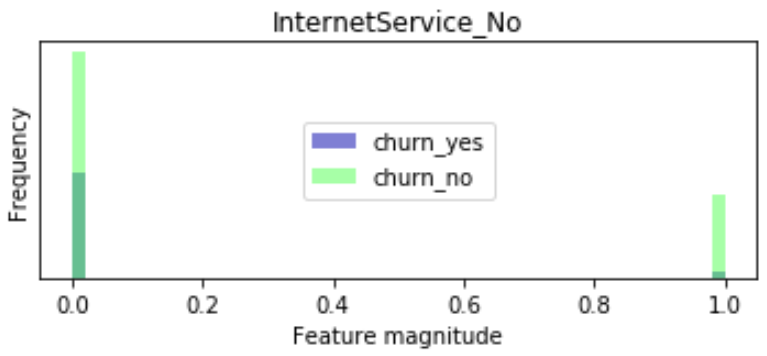 InternetService_No
Frequency
churn_yes
churn_no
0.0 0.2 0.4 0.6 0.8 1.0
Feature magnitude